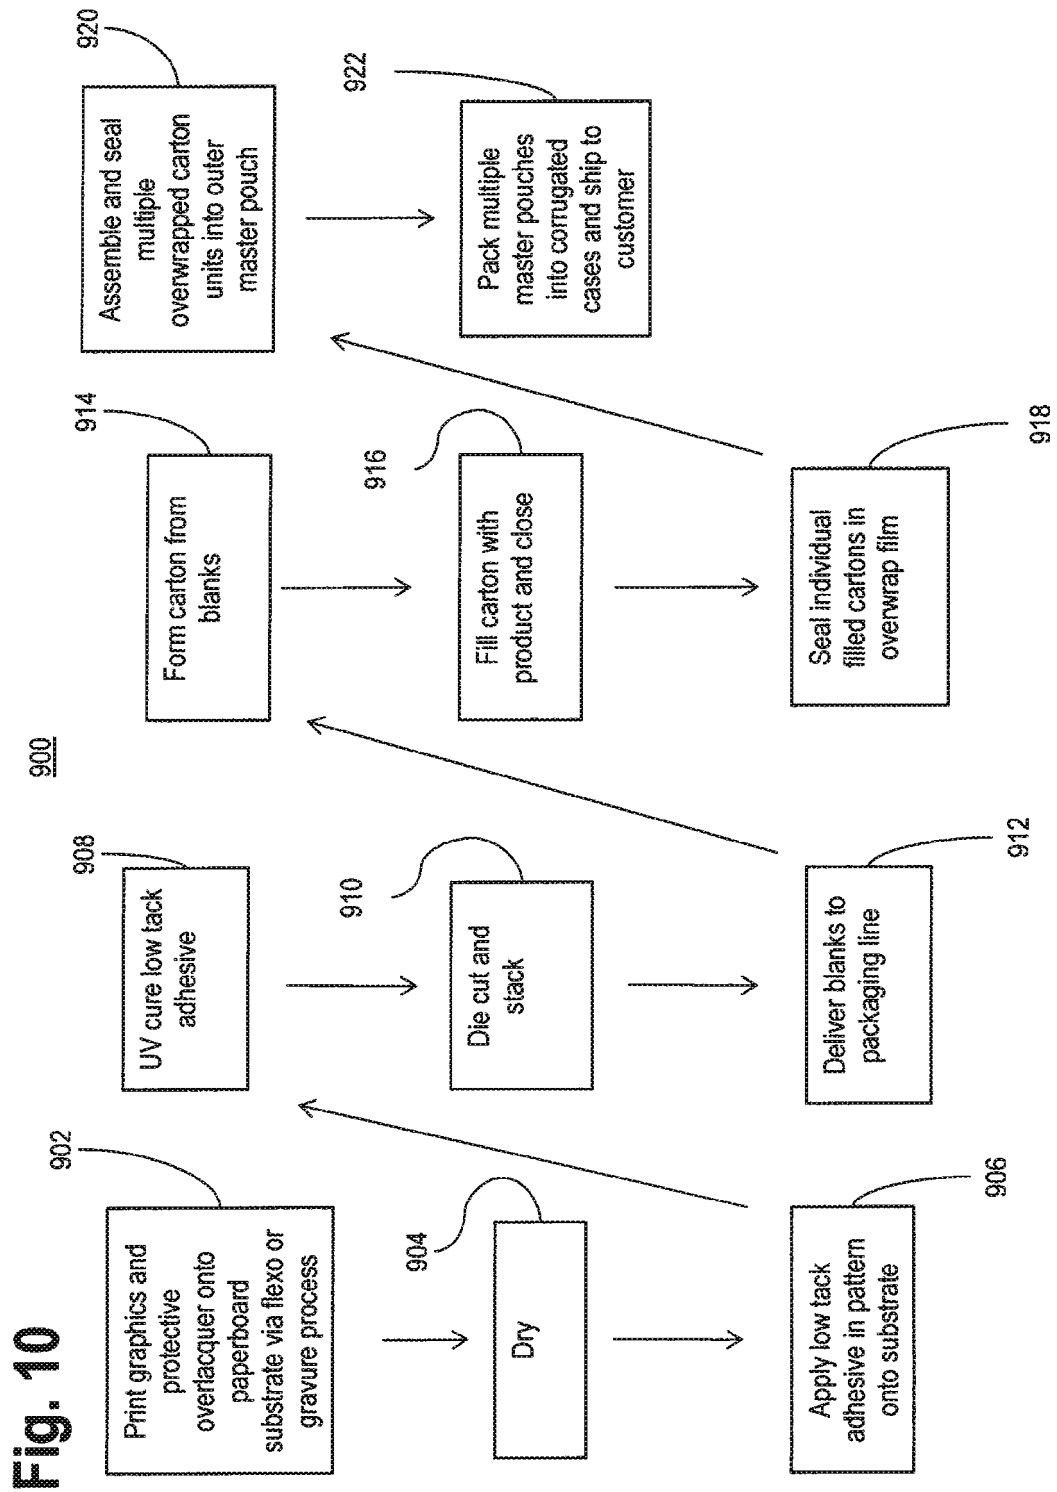 Fig. 10
900
902
Print graphics and
protective
overlacquer onto
paperboard
substrate via flexo or
gravure process
904
Dry
906
Apply low tack
adhesive in pattern
onto substrate
908
UV cure low tack
adhesive
910
Die cut and
stack
912
Deliver blanks to
packaging line
914
Form carton from
blanks
916
Fill carton with
product and close
918
Seal individual
filled cartons in
overwrap film
920
Assemble and seal
multiple
overwrapped carton
units into outer
master pouch
922
Pack multiple
master pouches
into corrugated
cases and ship to
customer